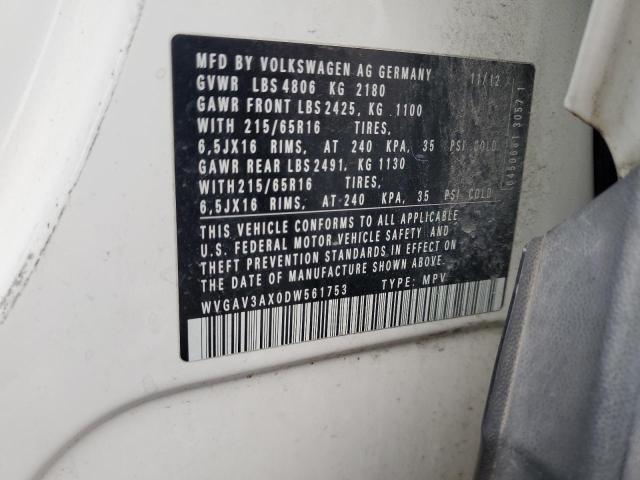 MFD BY VOLKSWAGEN AG GERMANY 11/12
GVWR LBS 4806 KG 2180
GAWR FRONT LBS 2425, KG 1100
WITH 215/65R16 TIRES,
6,5JX16 RIMS, AT 240 KPA, 35 PSI COLD
GAWR REAR LBS 2491, KG 1130
WITH 215/65R16 TIRES,
6,5JX16 RIMS, AT 240 KPA, 35 PSI COLD
THIS VEHICLE CONFORMS TO ALL APPLICABLE
U.S. FEDERAL MOTOR VEHICLE SAFETY AND
THEFT PREVENTION STANDARDS IN EFFECT ON
THE DATE OF MANUFACTURE SHOWN ABOVE.
WVGAV3AX0DW561753 TYPE: MPV